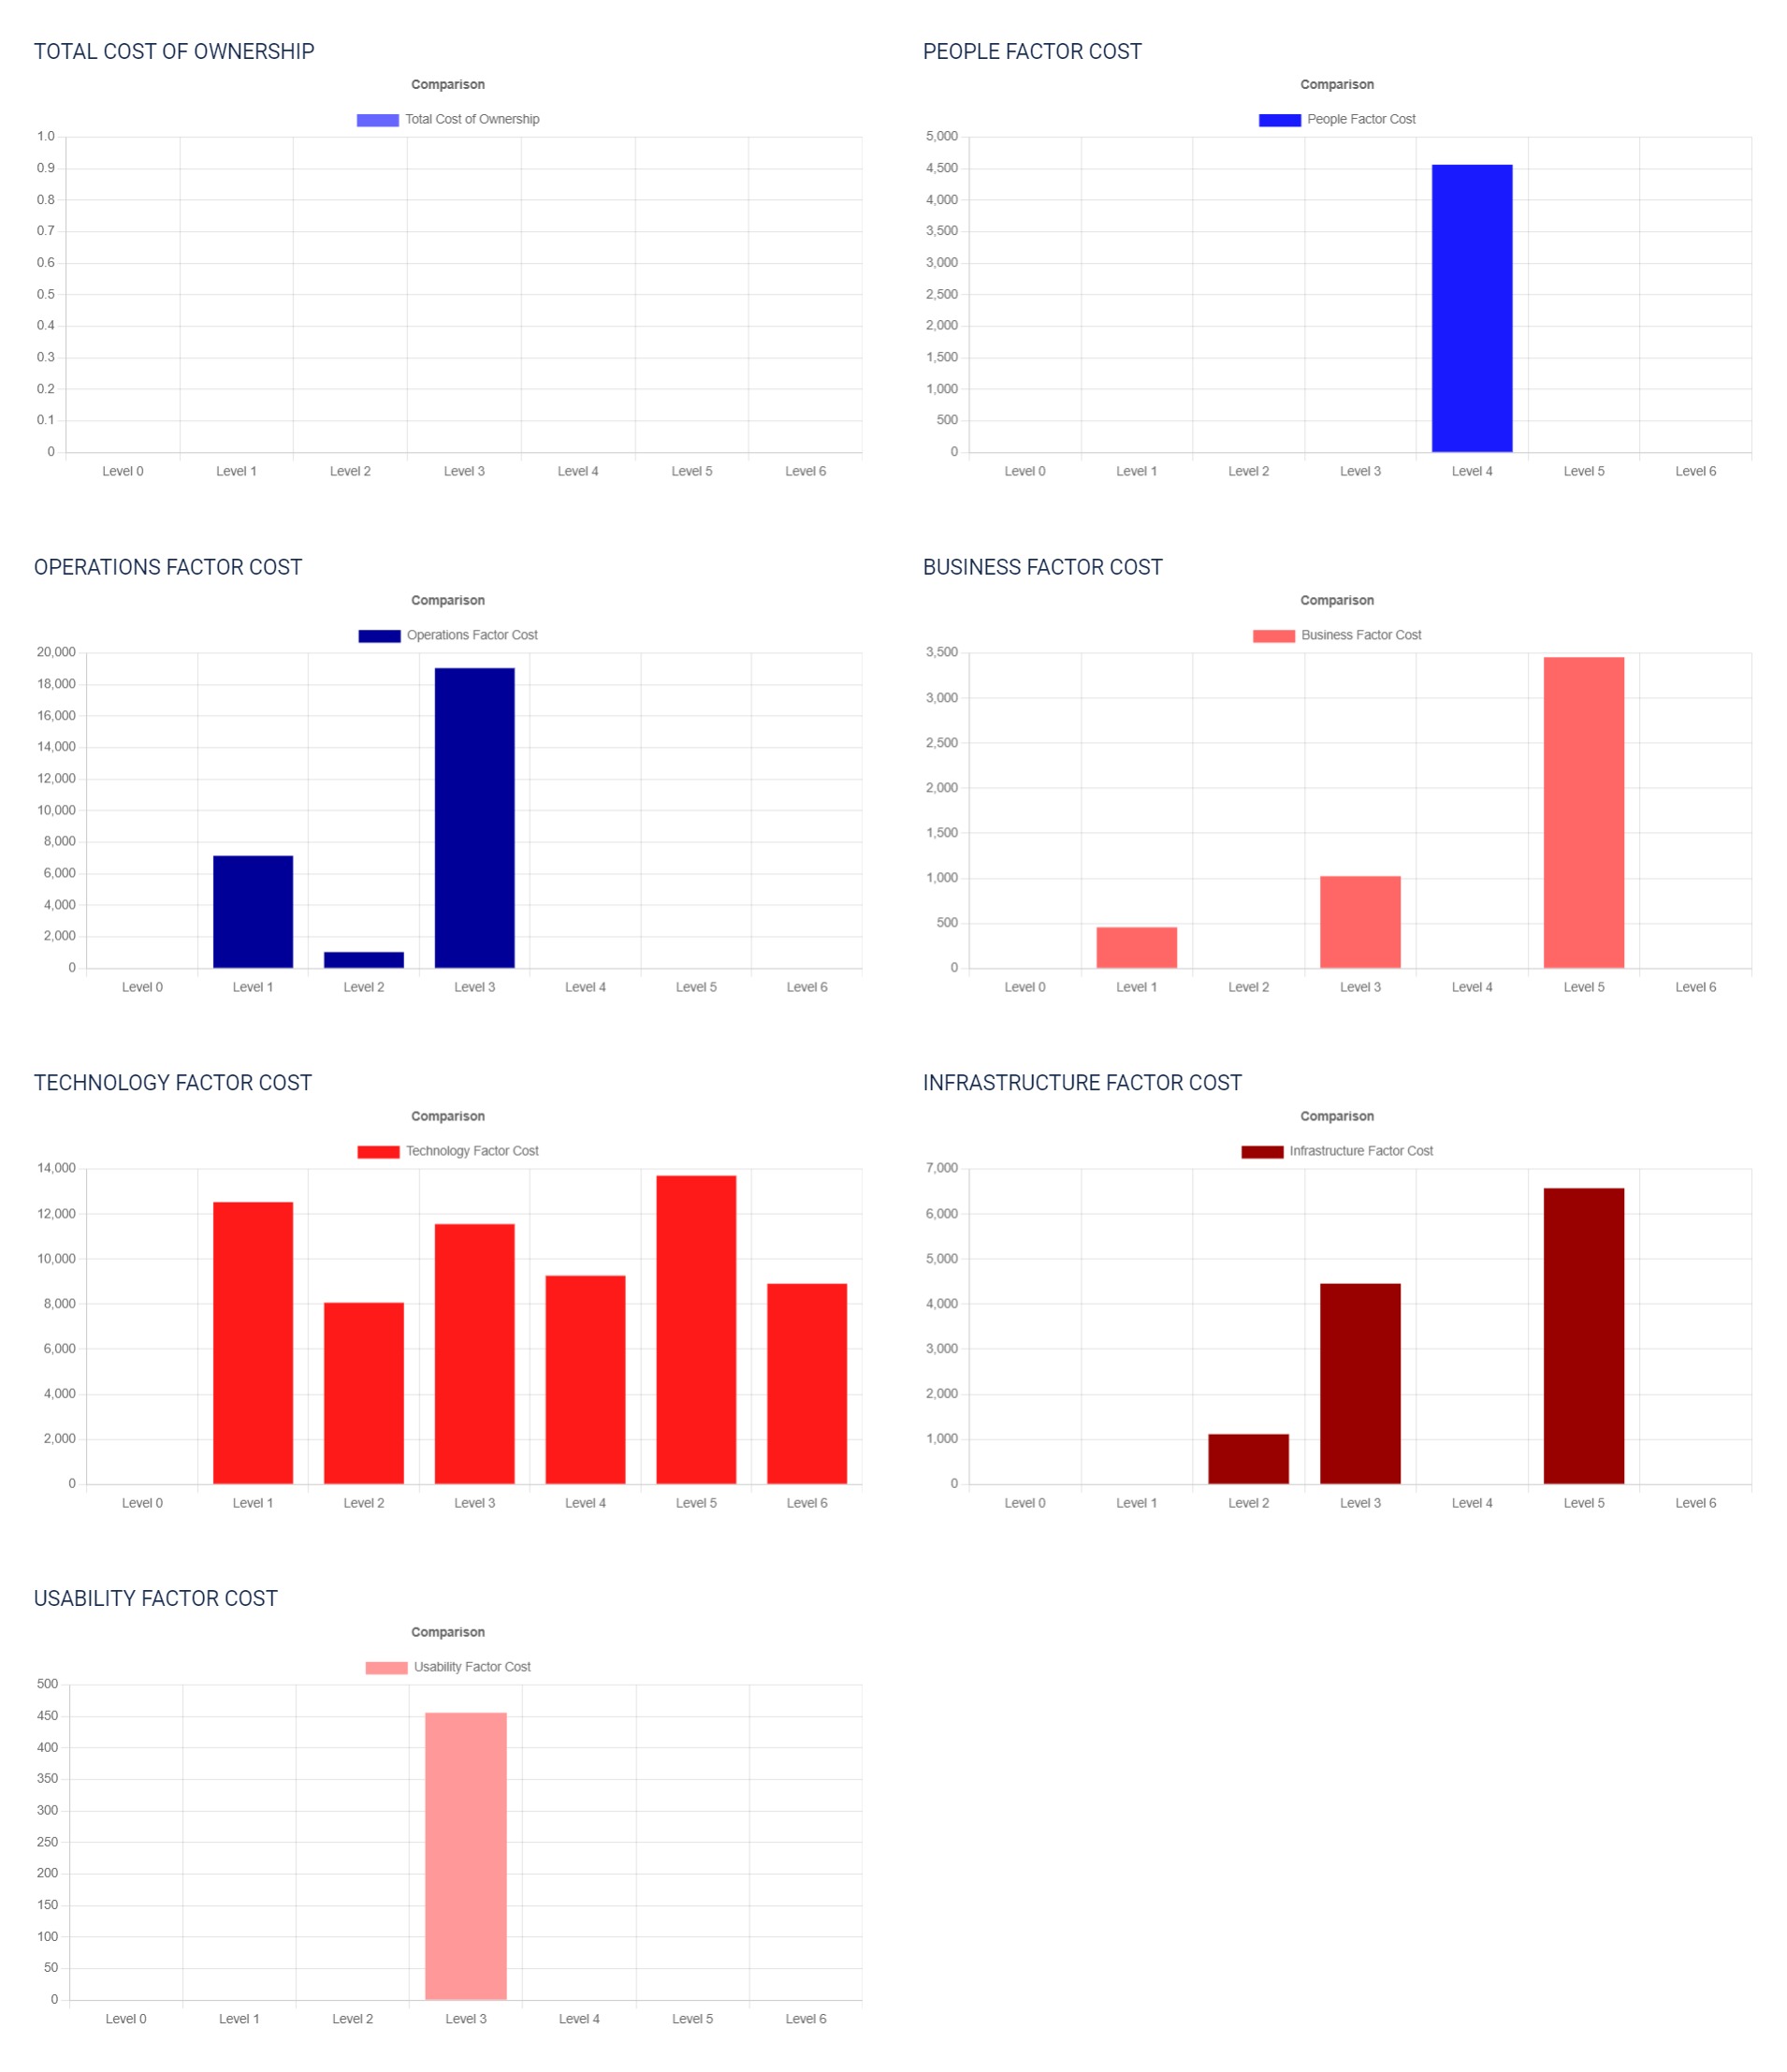 TOTAL COST OF OWNERSHIP
Comparison
Total Cost of Ownership
1.0
0.9
0.8
0.7
0.6
0.5
0.4
0.3
0.2
0.1
0
Level 0 Level 1 Level 2 Level 3 Level 4 Level 5 Level 6
PEOPLE FACTOR COST
Comparison
People Factor Cost
5,000
4,500
4,000
3,500
3,000
2,500
2,000
1,500
1,000
500
0
Level 0 Level 1 Level 2 Level 3 Level 4 Level 5 Level 6
OPERATIONS FACTOR COST
Comparison
Operations Factor Cost
20,000
18,000
16,000
14,000
12,000
10,000
8,000
6,000
4,000
2,000
0
Level 0 Level 1 Level 2 Level 3 Level 4 Level 5 Level 6
BUSINESS FACTOR COST
Comparison
Business Factor Cost
3,500
3,000
2,500
2,000
1,500
1,000
500
0
Level 0 Level 1 Level 2 Level 3 Level 4 Level 5 Level 6
TECHNOLOGY FACTOR COST
Comparison
Technology Factor Cost
14,000
12,000
10,000
8,000
6,000
4,000
2,000
0
Level 0 Level 1 Level 2 Level 3 Level 4 Level 5 Level 6
INFRASTRUCTURE FACTOR COST
Comparison
Infrastructure Factor Cost
7,000
6,000
5,000
4,000
3,000
2,000
1,000
0
Level 0 Level 1 Level 2 Level 3 Level 4 Level 5 Level 6
USABILITY FACTOR COST
Comparison
Usability Factor Cost
500
450
400
350
300
250
200
150
100
50
0
Level 0 Level 1 Level 2 Level 3 Level 4 Level 5 Level 6